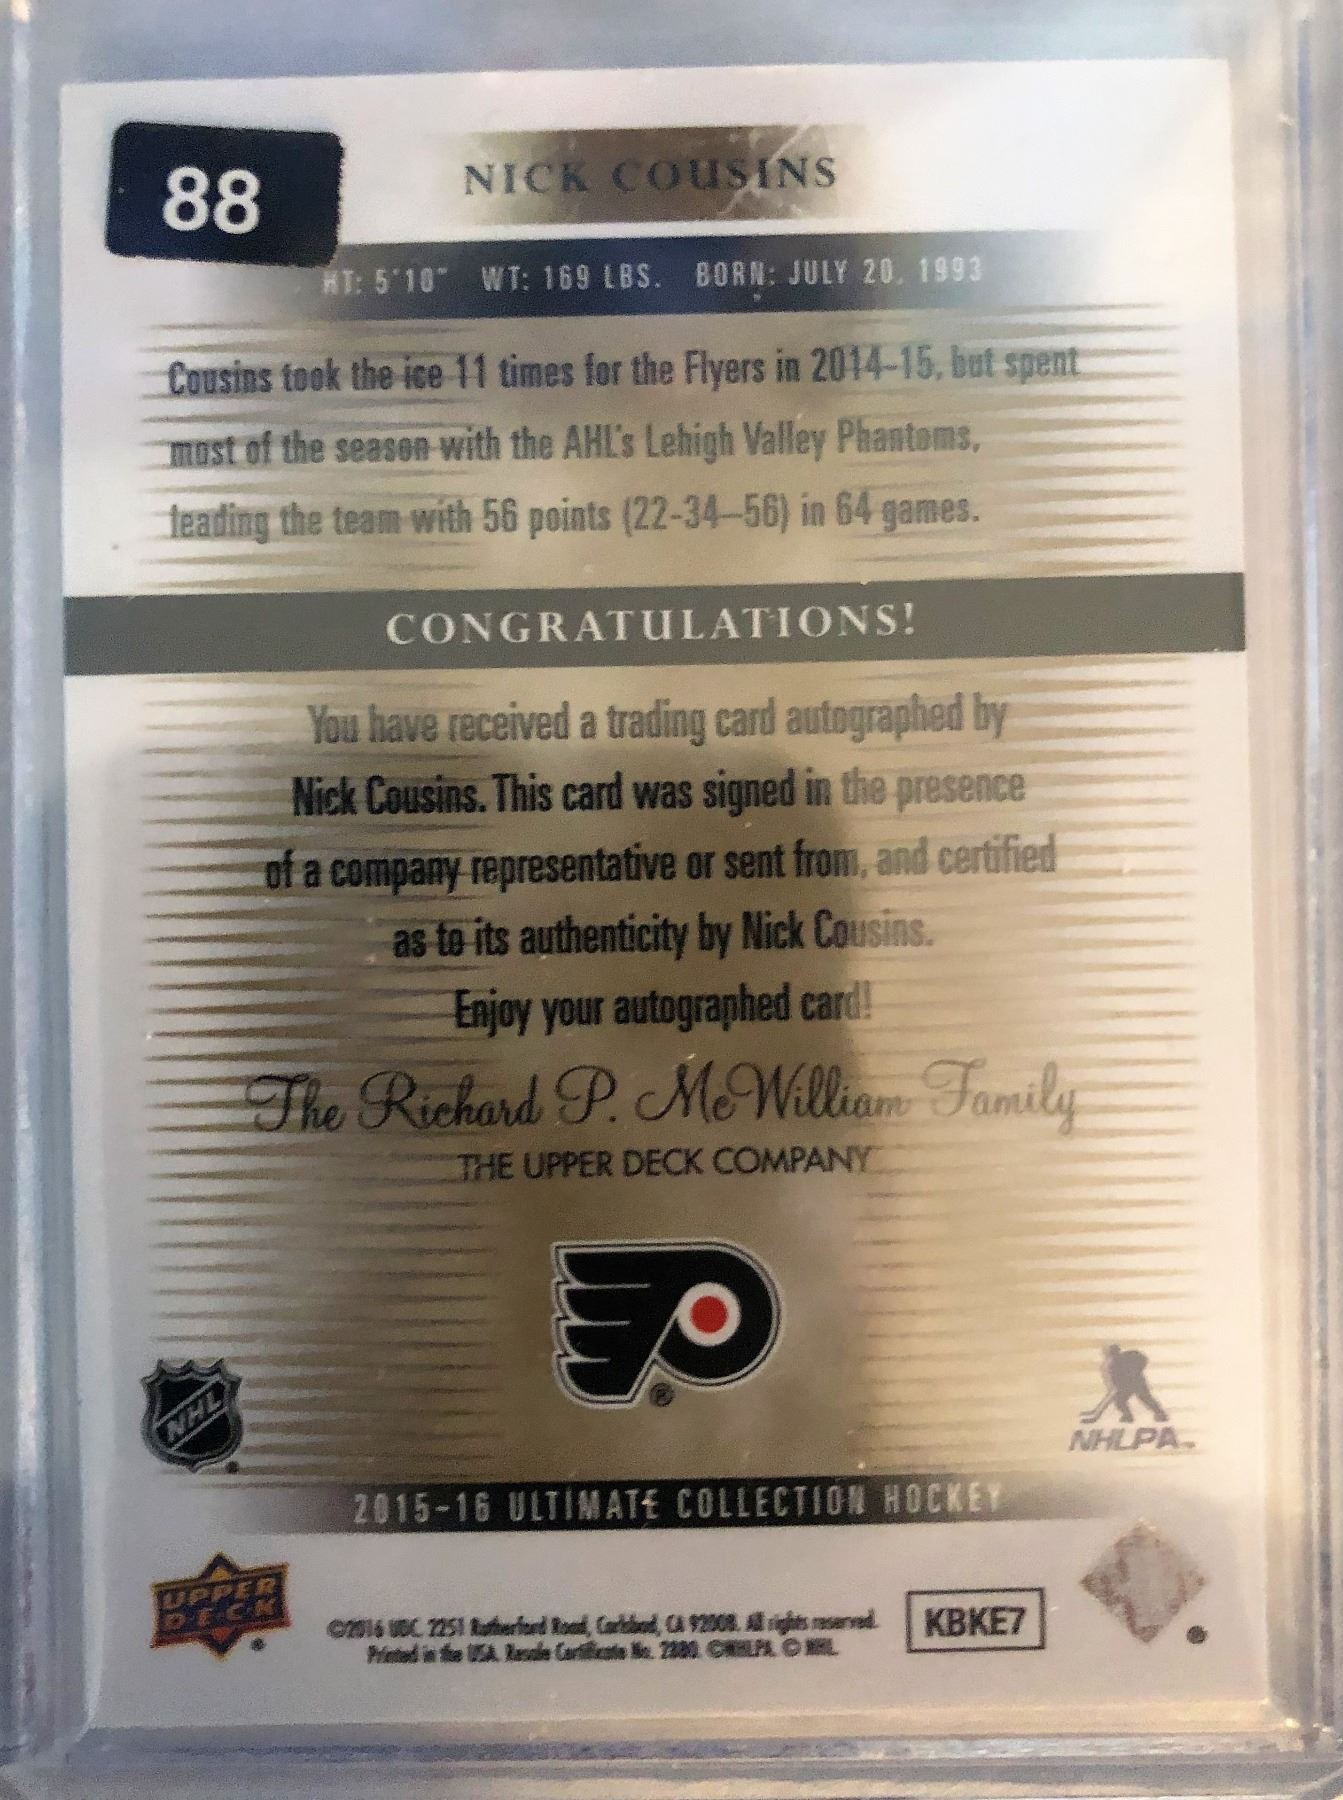 88
NICK COUSINS
HT: 5'10" WT: 169 LBS. BORN: JULY 20, 1993
Cousins took the ice 11 times for the Flyers in 2014-15, but spent
most of the season with the AHL's Lehigh Valley Phantoms,
leading the team with 56 points (22-34—56) in 64 games.
CONGRATULATIONS!
You have received a trading card autographed by
Nick Cousins. This card was signed in the presence
of a company representative or sent from, and certified
as to its authenticity by Nick Cousins.
Enjoy your autographed card!
The Richard P. McWilliam Family
THE UPPER DECK COMPANY
®
NHL
NHLPA™
2015-16 ULTIMATE COLLECTION HOCKEY
UPPER
DECK
©2016 UDC. 2251 Rutherford Road, Carlsbad, CA 92008. All rights reserved.
Printed in the USA. Resale Certificate No. 2880. ©NHLPA. © NHL.
KBKE7